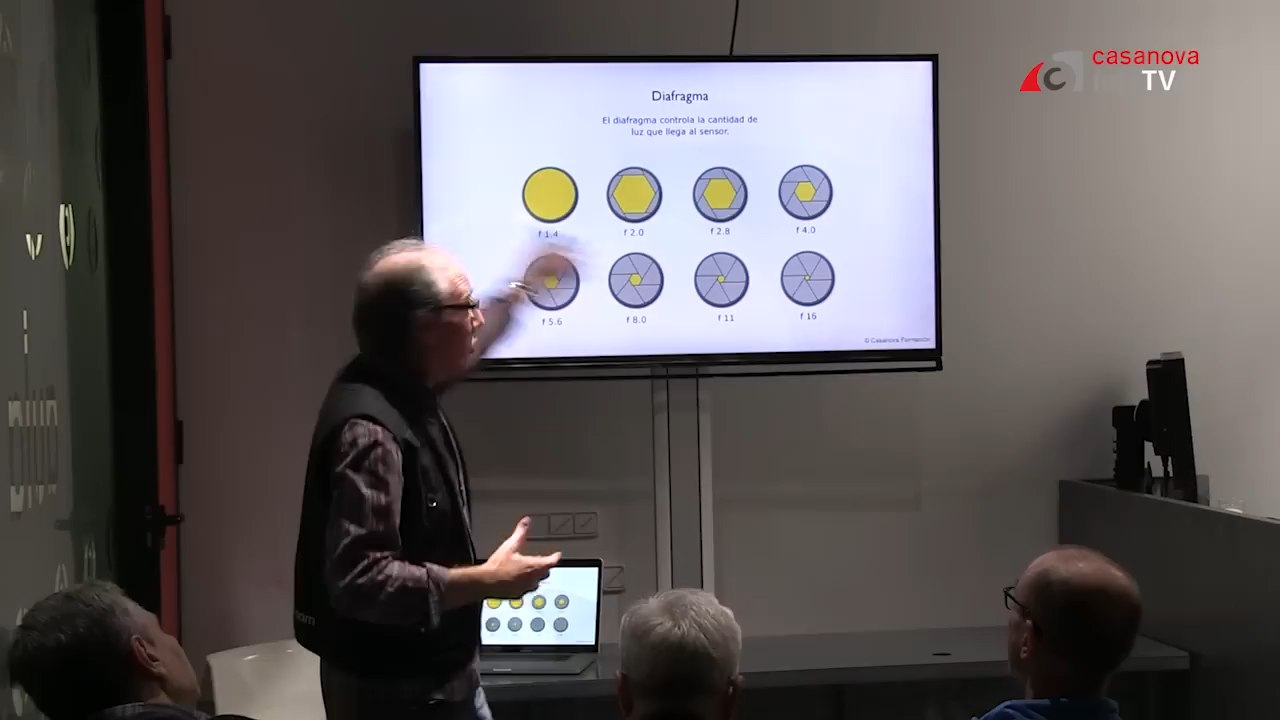 casanova
TV
Diafragma
El diafragma controla la cantidad de
luz que llega al sensor.
f 1.4
f 2.0
f 2.8
f 4.0
f 5.6
f 8.0
f 11
f 16
© Casanova Formación